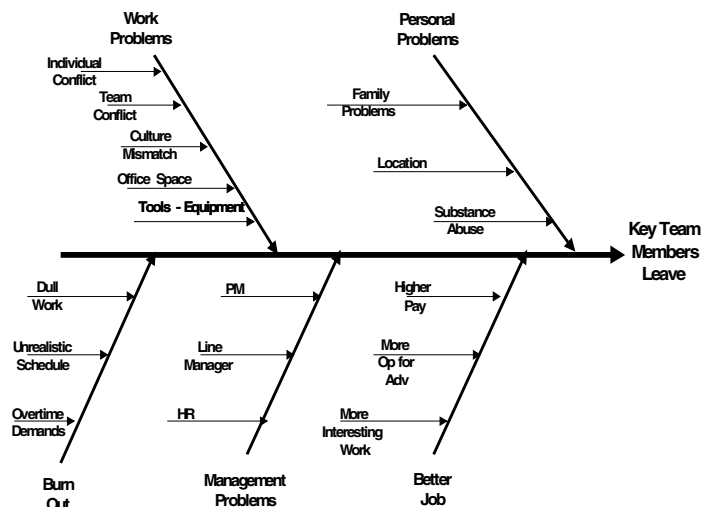 Work
Problems
Personal
Problems
Individual
Conflict
Team
Conflict
Culture
Mismatch
Office Space
Tools - Equipment
Family
Problems
Location
Substance
Abuse
Key Team
Members
Leave
Dull
Work
Unrealistic
Schedule
Overtime
Demands
PM
Line
Manager
HR
Higher
Pay
More
Op for
Adv
More
Interesting
Work
Burn
Out
Management
Problems
Better
Job